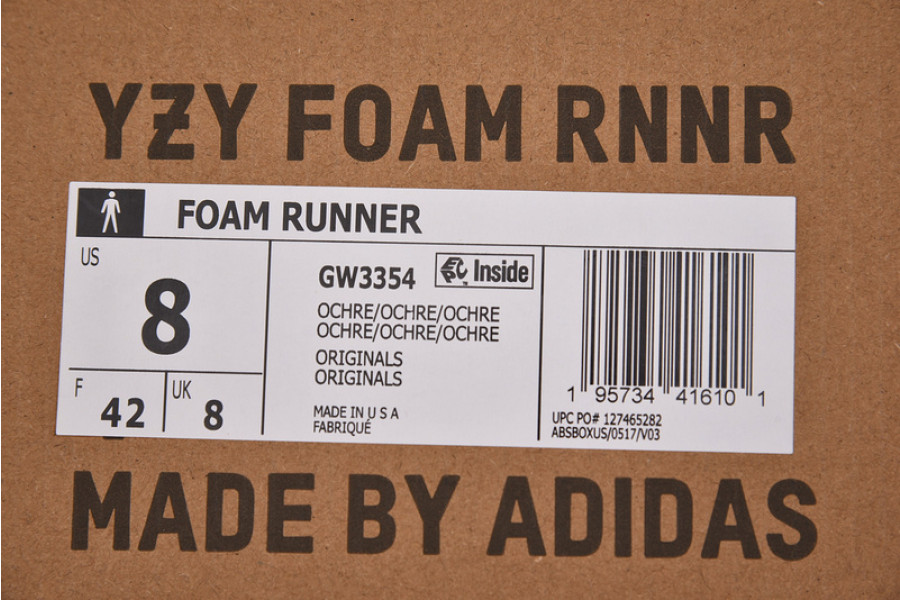 YZY FOAM RNNR
FOAM RUNNER
US
8
F
42
UK
8
GW3354
Inside
OCHRE/OCHRE/OCHRE
OCHRE/OCHRE/OCHRE
ORIGINALS
ORIGINALS
MADE IN U S A
FABRIQUÉ
1 95734 41610 1
UPC PO# 127465282
ABSBOXUS/0517/V03
MADE BY ADIDAS